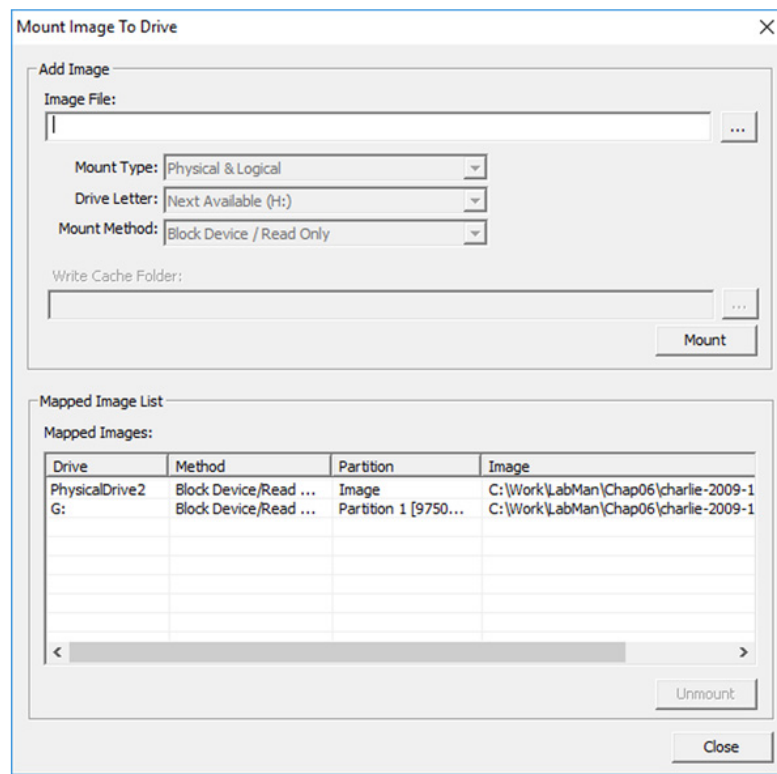 Mount Image To Drive
Add Image
Image File:
...
Mount Type: Physical & Logical
Drive Letter: Next Available (H:)
Mount Method: Block Device / Read Only
Write Cache Folder:
...
Mount
Mapped Image List
Mapped Images:
Drive Method Partition Image
PhysicalDrive2 Block Device/Read ... Image C:\Work\LabMan\Chap06\charlie-2009-1
G: Block Device/Read ... Partition 1 [9750... C:\Work\LabMan\Chap06\charlie-2009-1
Unmount
Close